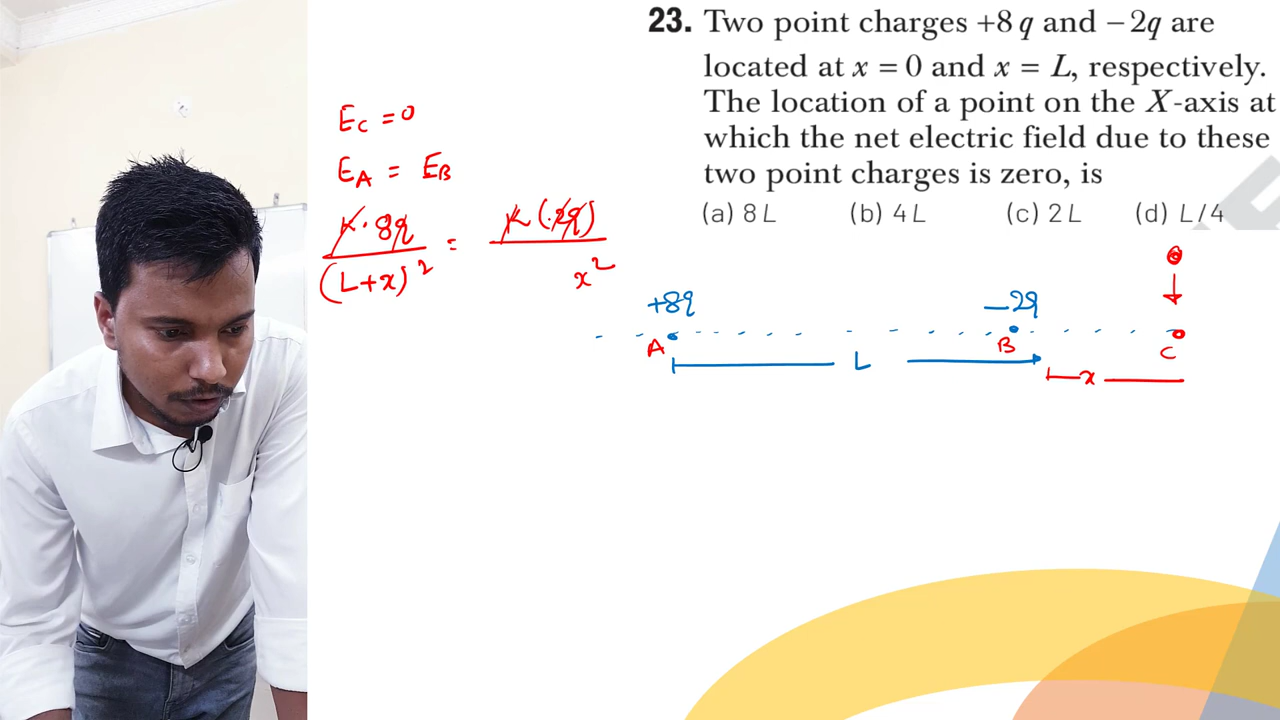 23. Two point charges +8 q and – 2q are
located at x = 0 and x = L, respectively.
The location of a point on the X-axis at
which the net electric field due to these
two point charges is zero, is
(a) 8 L (b) 4 L (c) 2 L (d) L / 4
E_C = 0
E_A = E_B
K · 8q / (L+x)² = K (2q) / x²
+8q –2q
A B C
L
x